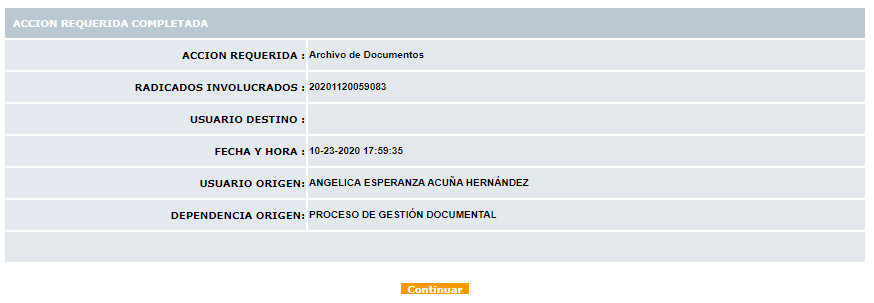 ACCION REQUERIDA COMPLETADA
ACCION REQUERIDA : Archivo de Documentos
RADICADOS INVOLUCRADOS : 20201120059083
USUARIO DESTINO :
FECHA Y HORA : 10-23-2020 17:59:35
USUARIO ORIGEN: ANGELICA ESPERANZA ACUÑA HERNÁNDEZ
DEPENDENCIA ORIGEN: PROCESO DE GESTIÓN DOCUMENTAL
Continuar